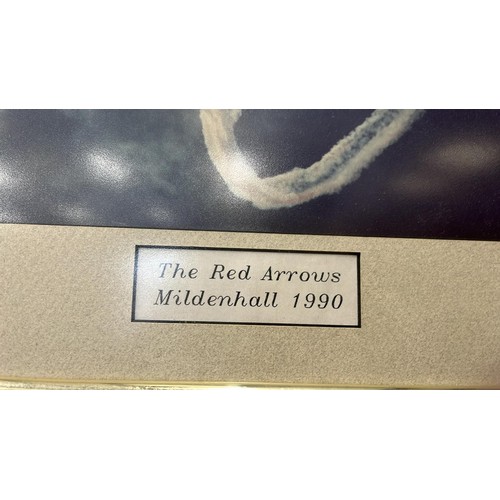 The Red Arrows
Mildenhall 1990